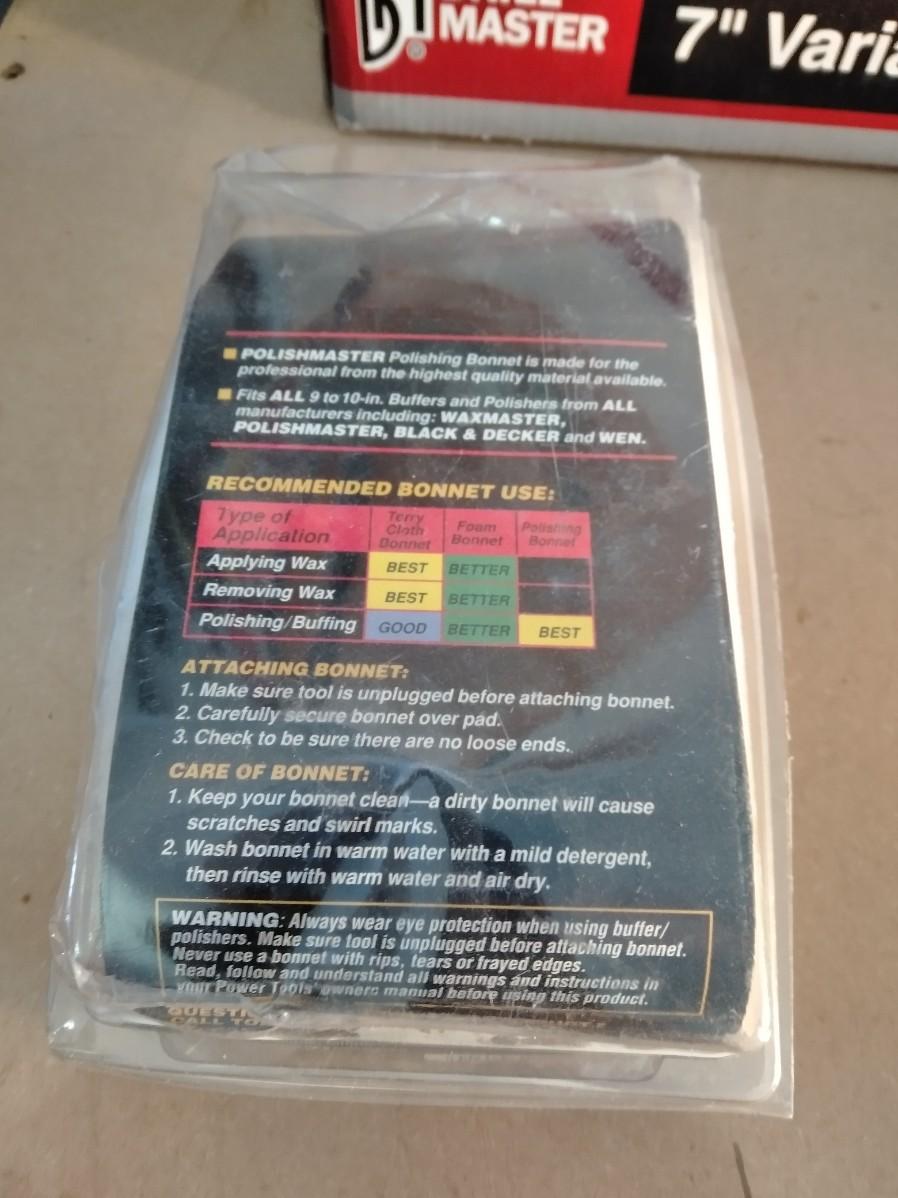 MASTER
7" Varia
®
■ POLISHMASTER Polishing Bonnet is made for the
professional from the highest quality material available.
■ Fits ALL 9 to 10-in. Buffers and Polishers from ALL
manufacturers including: WAXMASTER,
POLISHMASTER, BLACK & DECKER and WEN.
RECOMMENDED BONNET USE:
Type of Application Terry Cloth Bonnet Foam Bonnet Polishing Bonnet
Applying Wax BEST BETTER
Removing Wax BEST BETTER
Polishing/Buffing GOOD BETTER BEST
ATTACHING BONNET:
1. Make sure tool is unplugged before attaching bonnet.
2. Carefully secure bonnet over pad.
3. Check to be sure there are no loose ends.
CARE OF BONNET:
1. Keep your bonnet clean—a dirty bonnet will cause
scratches and swirl marks.
2. Wash bonnet in warm water with a mild detergent,
then rinse with warm water and air dry.
WARNING: Always wear eye protection when using buffer/
polishers. Make sure tool is unplugged before attaching bonnet.
Never use a bonnet with rips, tears or frayed edges.
Read, follow and understand all warnings and instructions in
your Power Tools' owners manual before using this product.
CALL